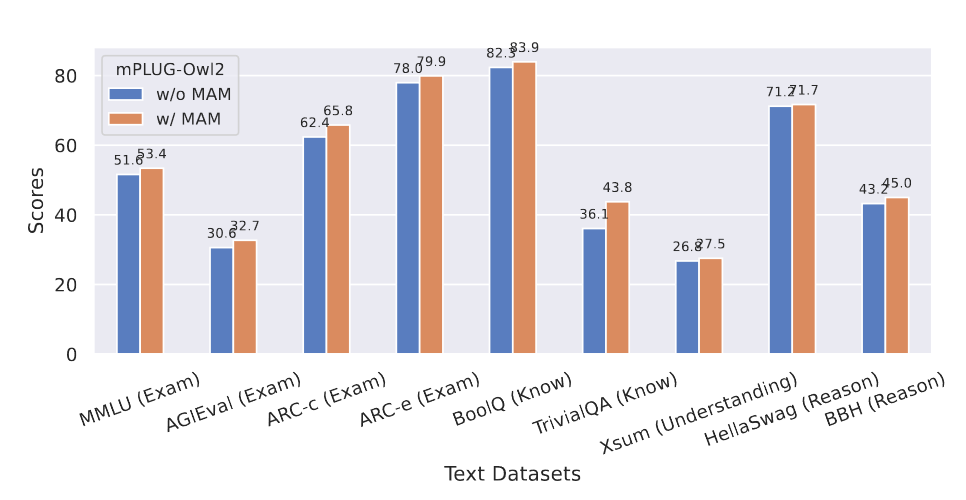 mPLUG-Owl2
w/o MAM
w/ MAM
Scores
80
60
40
20
0
51.6 53.4
30.6 32.7
62.4 65.8
78.0 79.9
82.3 83.9
36.1 43.8
26.8 27.5
71.2 71.7
43.2 45.0
MMLU (Exam)
AGIEval (Exam)
ARC-c (Exam)
ARC-e (Exam)
BoolQ (Know)
TrivialQA (Know)
Xsum (Understanding)
HellaSwag (Reason)
BBH (Reason)
Text Datasets